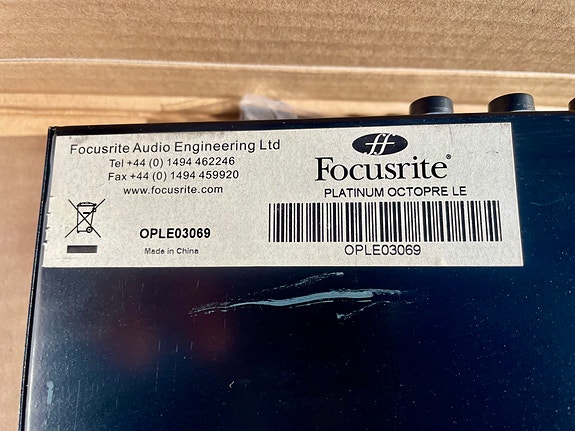 Focusrite Audio Engineering Ltd
Tel +44 (0) 1494 462246
Fax +44 (0) 1494 459920
www.focusrite.com
OPLE03069
Made in China
ff
Focusrite®
PLATINUM OCTOPRE LE
OPLE03069